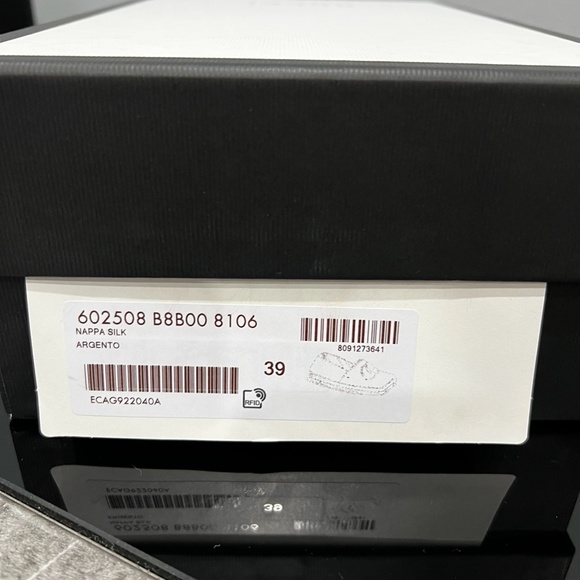 602508 B8B00 8106
NAPPA SILK
ARGENTO
8091273641
39
ECAG922040A
RFID